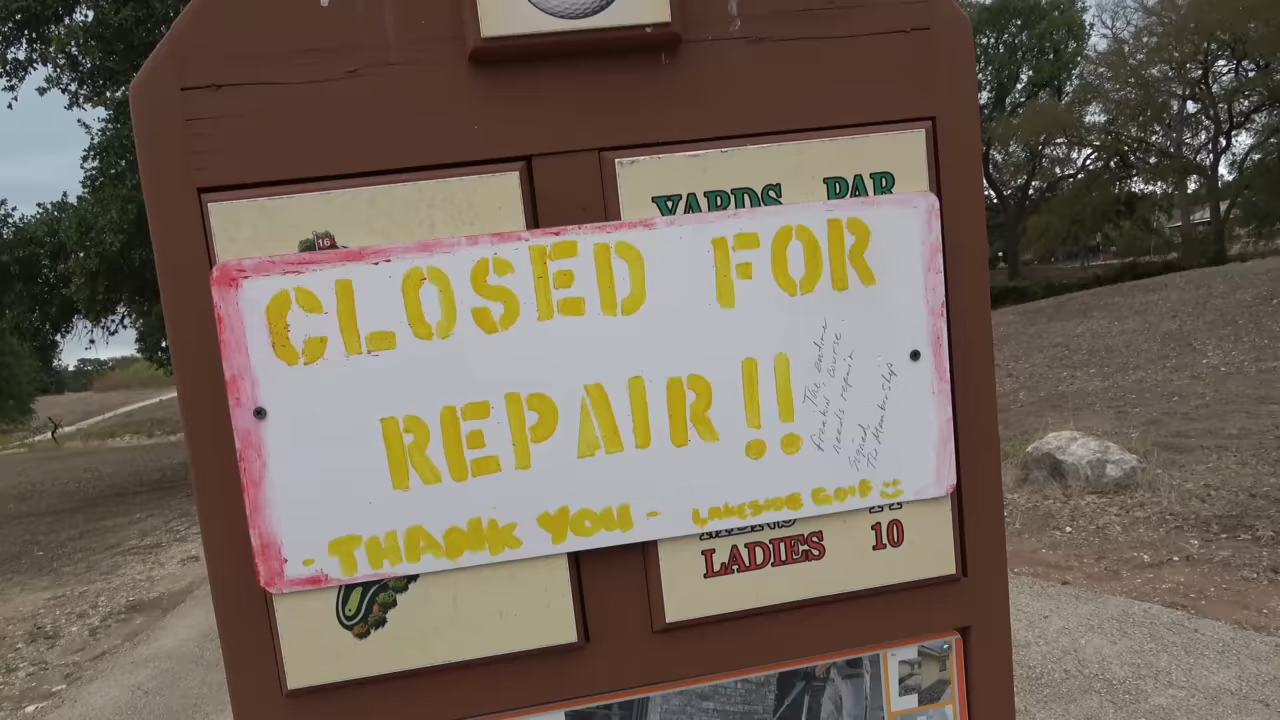 YARDS PAR
16
CLOSED FOR
REPAIR!!
The entire
freakin' course
needs repair
Signed,
The Membership
- THANK YOU - LAKESIDE GOLF
MENS
LADIES 10